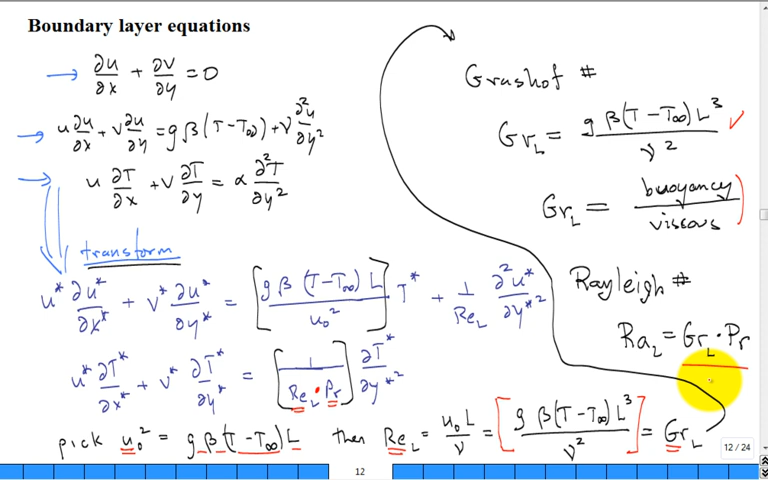 Boundary layer equations
∂u/∂x + ∂v/∂y = 0
u ∂u/∂x + v ∂u/∂y = gβ(T-T∞) + ν ∂²u/∂y²
u ∂T/∂x + v ∂T/∂y = α ∂²T/∂y²
transform
u* ∂u*/∂x* + v* ∂u*/∂y* = [gβ(T-T∞)L / u₀²] T* + 1/Re_L ∂²u*/∂y*²
u* ∂T*/∂x* + v* ∂T*/∂y* = [1 / Re_L · Pr] ∂T*/∂y*²
pick u₀² = gβ(T-T∞)L then Re_L = u₀L/ν = [gβ(T-T∞)L³ / ν²] = Gr_L
Grashof #
Gr_L = gβ(T-T∞)L³ / ν² ✓
Gr_L = buoyancy / viscous
Rayleigh #
Ra_L = Gr_L · Pr
12 / 24
12